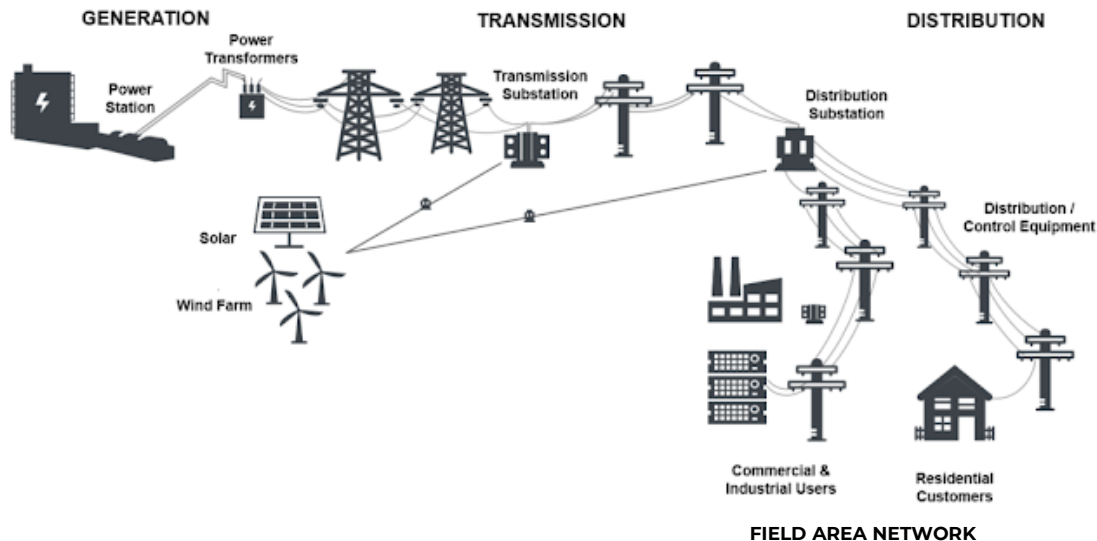 GENERATION
TRANSMISSION
DISTRIBUTION
Power
Transformers
Power
Station
Transmission
Substation
Distribution
Substation
Solar
Wind Farm
Distribution /
Control Equipment
Commercial &
Industrial Users
Residential
Customers
FIELD AREA NETWORK